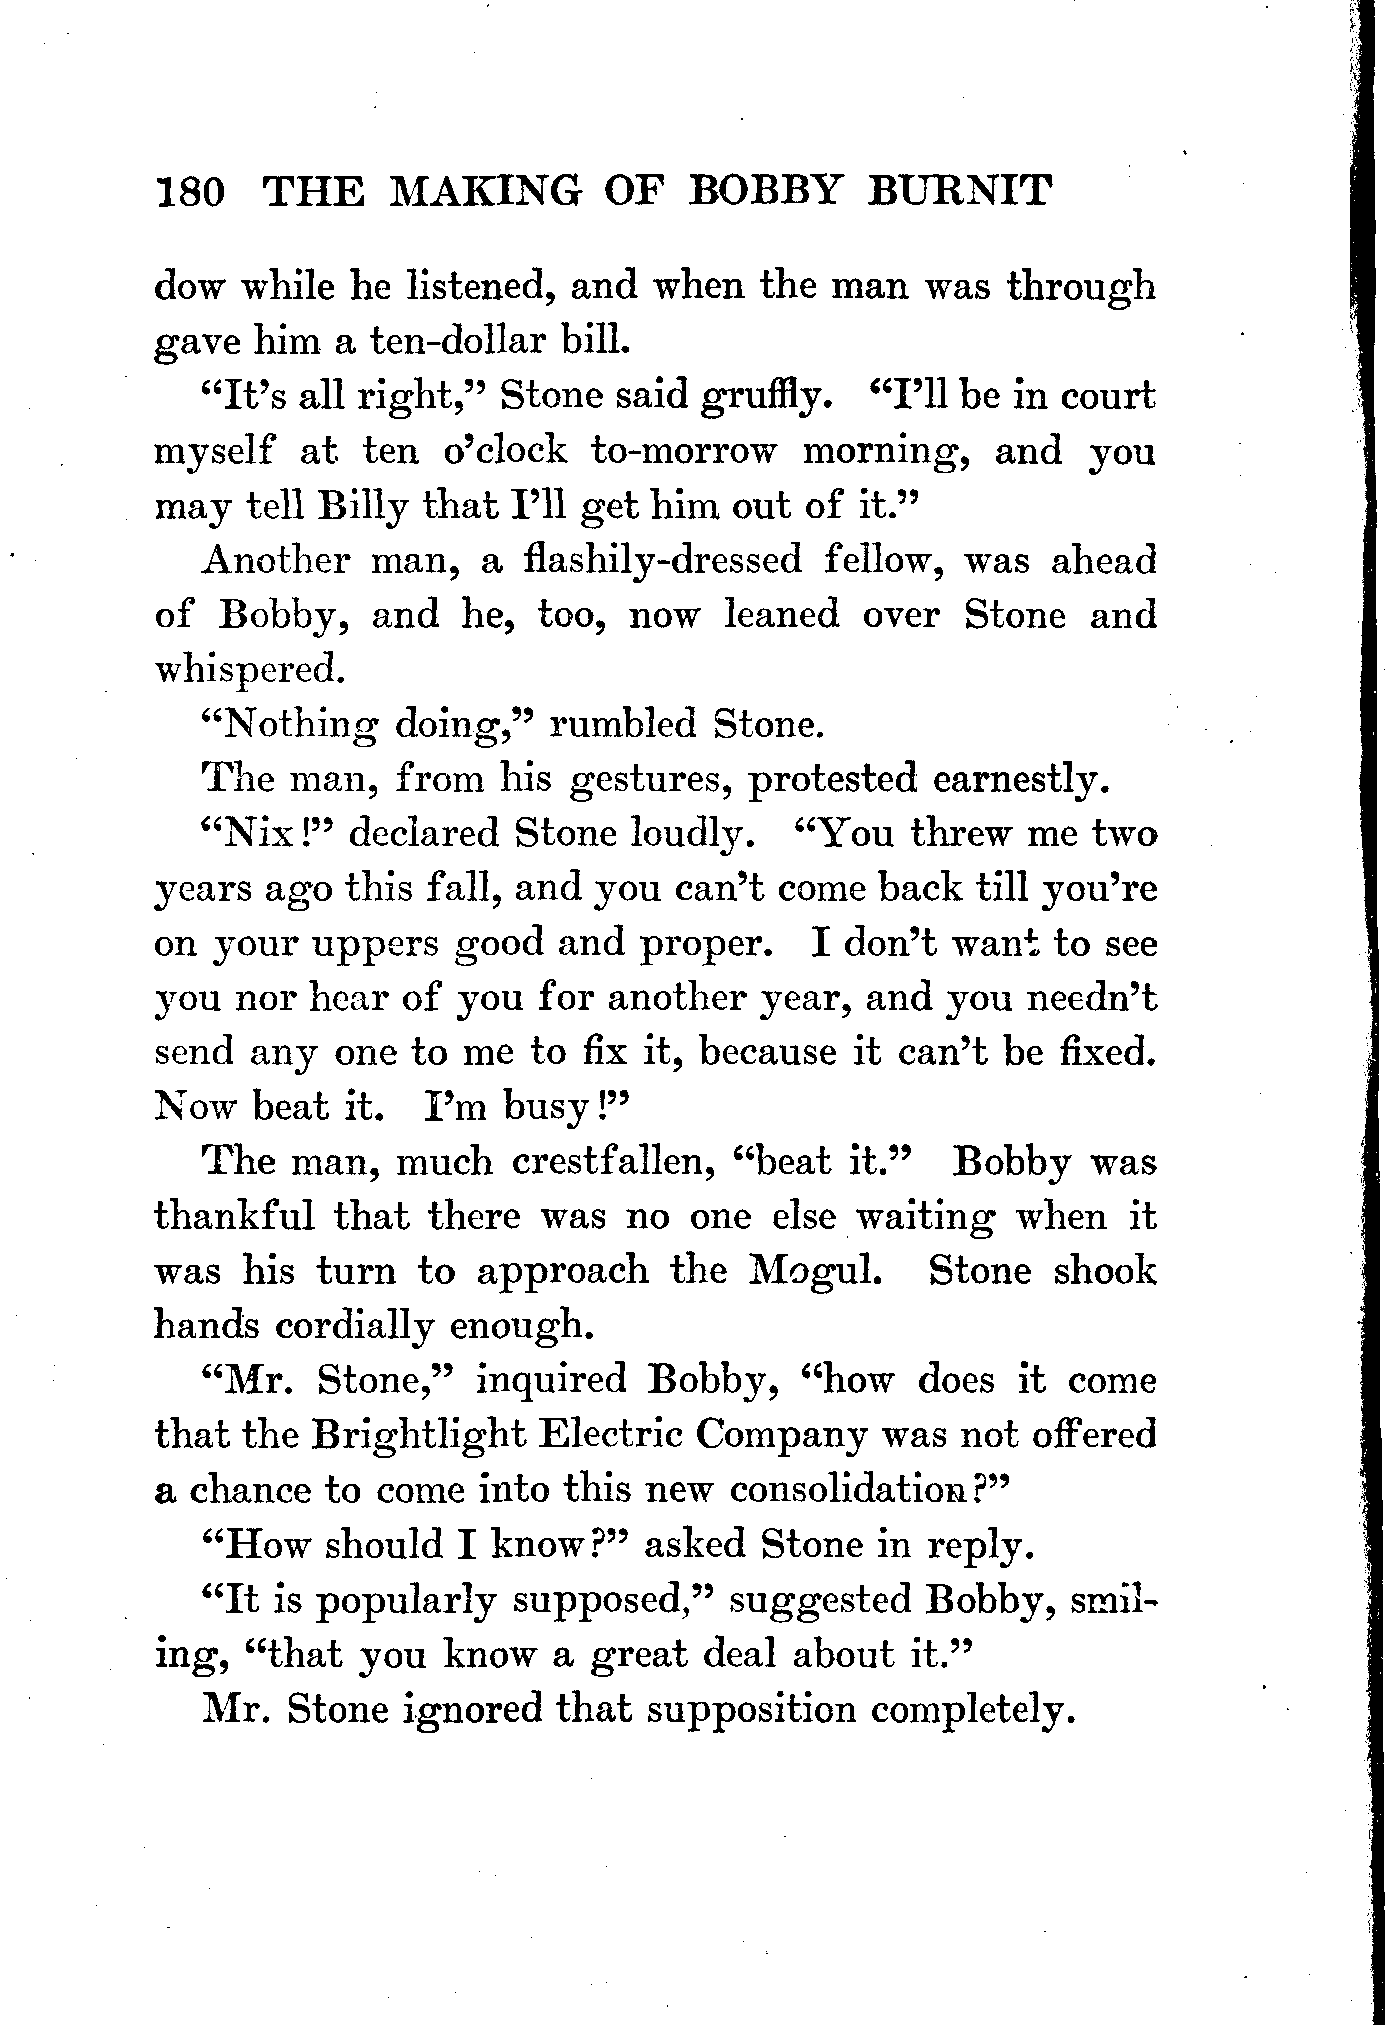 180 THE MAKING OF BOBBY BURNIT
dow while he listened, and when the man was through
gave him a ten-dollar bill.
“It’s all right,” Stone said gruffly. “I’ll be in court
myself at ten o’clock to-morrow morning, and you
may tell Billy that I’ll get him out of it.”
Another man, a flashily-dressed fellow, was ahead
of Bobby, and he, too, now leaned over Stone and
whispered.
“Nothing doing,” rumbled Stone.
The man, from his gestures, protested earnestly.
“Nix!” declared Stone loudly. “You threw me two
years ago this fall, and you can’t come back till you’re
on your uppers good and proper. I don’t want to see
you nor hear of you for another year, and you needn’t
send any one to me to fix it, because it can’t be fixed.
Now beat it. I’m busy!”
The man, much crestfallen, “beat it.” Bobby was
thankful that there was no one else waiting when it
was his turn to approach the Mogul. Stone shook
hands cordially enough.
“Mr. Stone,” inquired Bobby, “how does it come
that the Brightlight Electric Company was not offered
a chance to come into this new consolidation?”
“How should I know?” asked Stone in reply.
“It is popularly supposed,” suggested Bobby, smil-
ing, “that you know a great deal about it.”
Mr. Stone ignored that supposition completely.